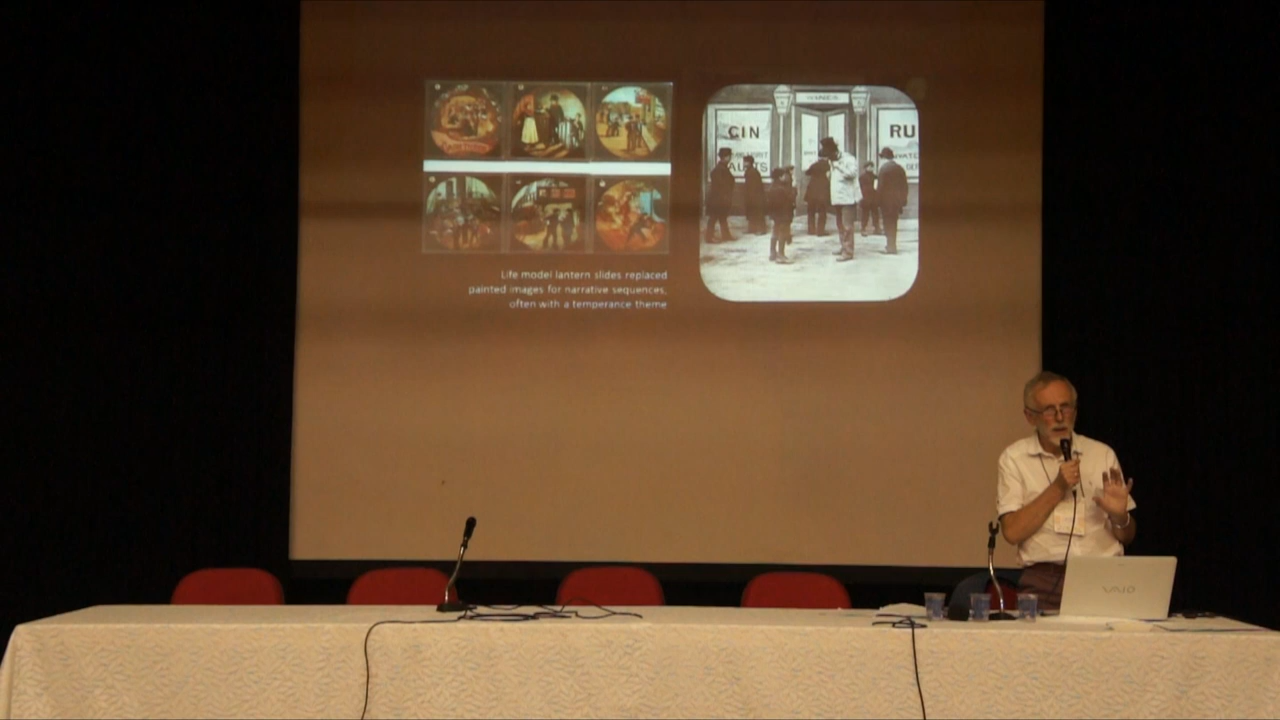 CIN
RU
Life model lantern slides replaced
painted images for narrative sequences,
often with a temperance theme
VAIO